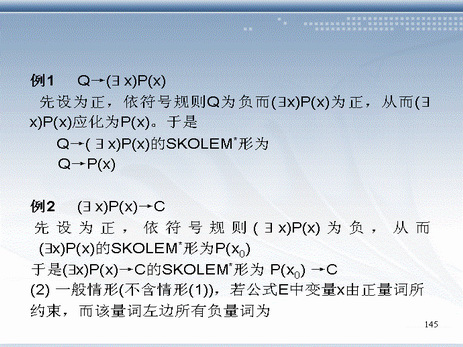 例1 Q→(∃ x)P(x)
先设为正，依符号规则Q为负而(∃x)P(x)为正，从而(∃
x)P(x)应化为P(x)。于是
Q→( ∃ x)P(x)的SKOLEM*形为
Q→P(x)
例2 (∃ x)P(x)→C
先设为正，依符号规则(∃x)P(x)为负，从而
(∃x)P(x)的SKOLEM*形为P(x₀)
于是(∃x)P(x)→C的SKOLEM*形为 P(x₀) →C
(2) 一般情形(不含情形(1))，若公式E中变量x由正量词所
约束，而该量词左边所有负量词为
145